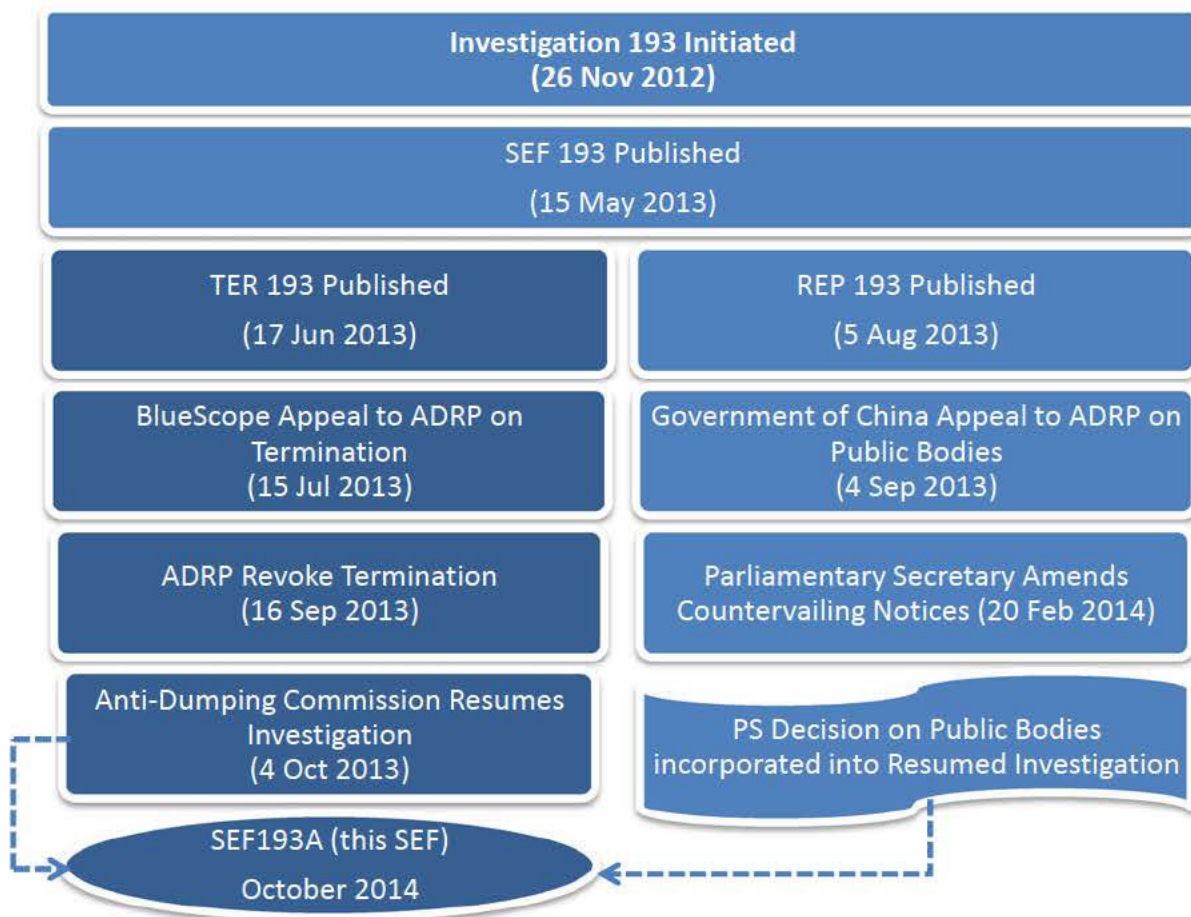 Investigation 193 Initiated
(26 Nov 2012)
SEF 193 Published
(15 May 2013)
TER 193 Published
(17 Jun 2013)
REP 193 Published
(5 Aug 2013)
BlueScope Appeal to ADRP on
Termination
(15 Jul 2013)
Government of China Appeal to ADRP on
Public Bodies
(4 Sep 2013)
ADRP Revoke Termination
(16 Sep 2013)
Parliamentary Secretary Amends
Countervailing Notices (20 Feb 2014)
Anti-Dumping Commission Resumes
Investigation
(4 Oct 2013)
PS Decision on Public Bodies
incorporated into Resumed Investigation
SEF193A (this SEF)
October 2014